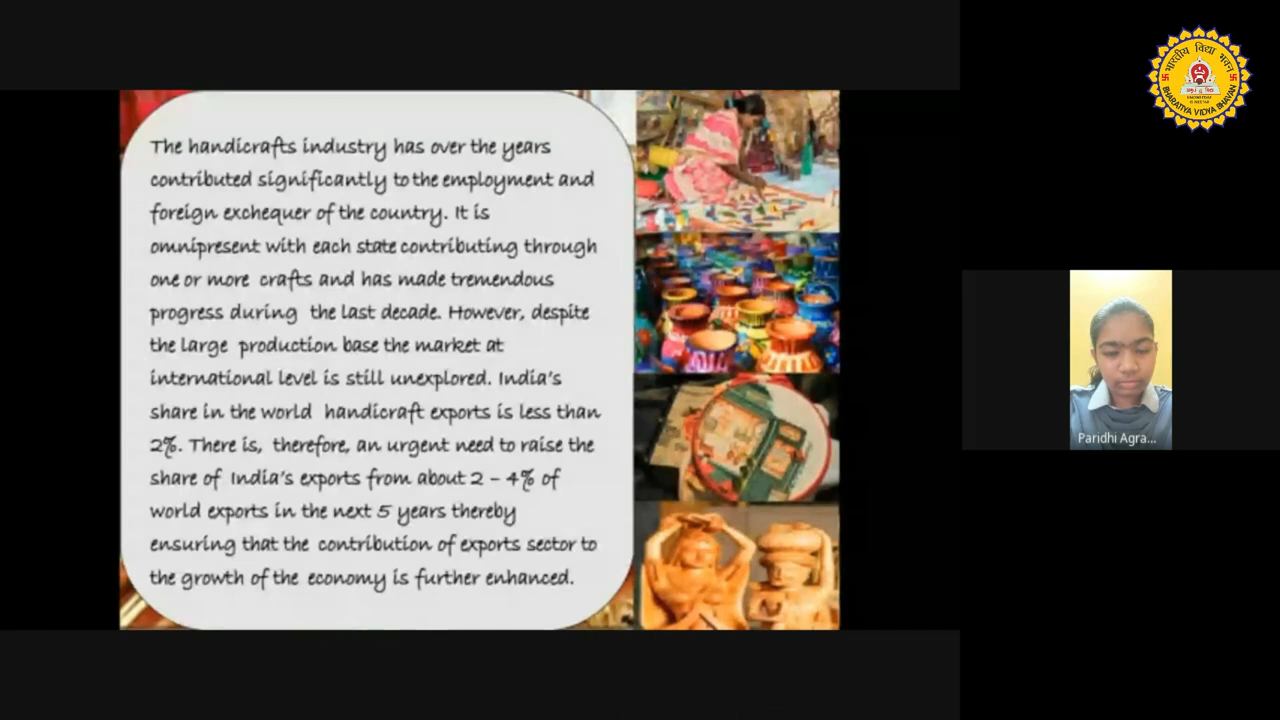 The handicrafts industry has over the years
contributed significantly to the employment and
foreign exchequer of the country. It is
omnipresent with each state contributing through
one or more crafts and has made tremendous
progress during the last decade. However, despite
the large production base the market at
international level is still unexplored. India's
share in the world handicraft exports is less than
2%. There is, therefore, an urgent need to raise the
share of India's exports from about 2 – 4% of
world exports in the next 5 years thereby
ensuring that the contribution of exports sector to
the growth of the economy is further enhanced.
भारतीय विद्या भवन
BHARATIYA VIDYA BHAVAN
Paridhi Agra...